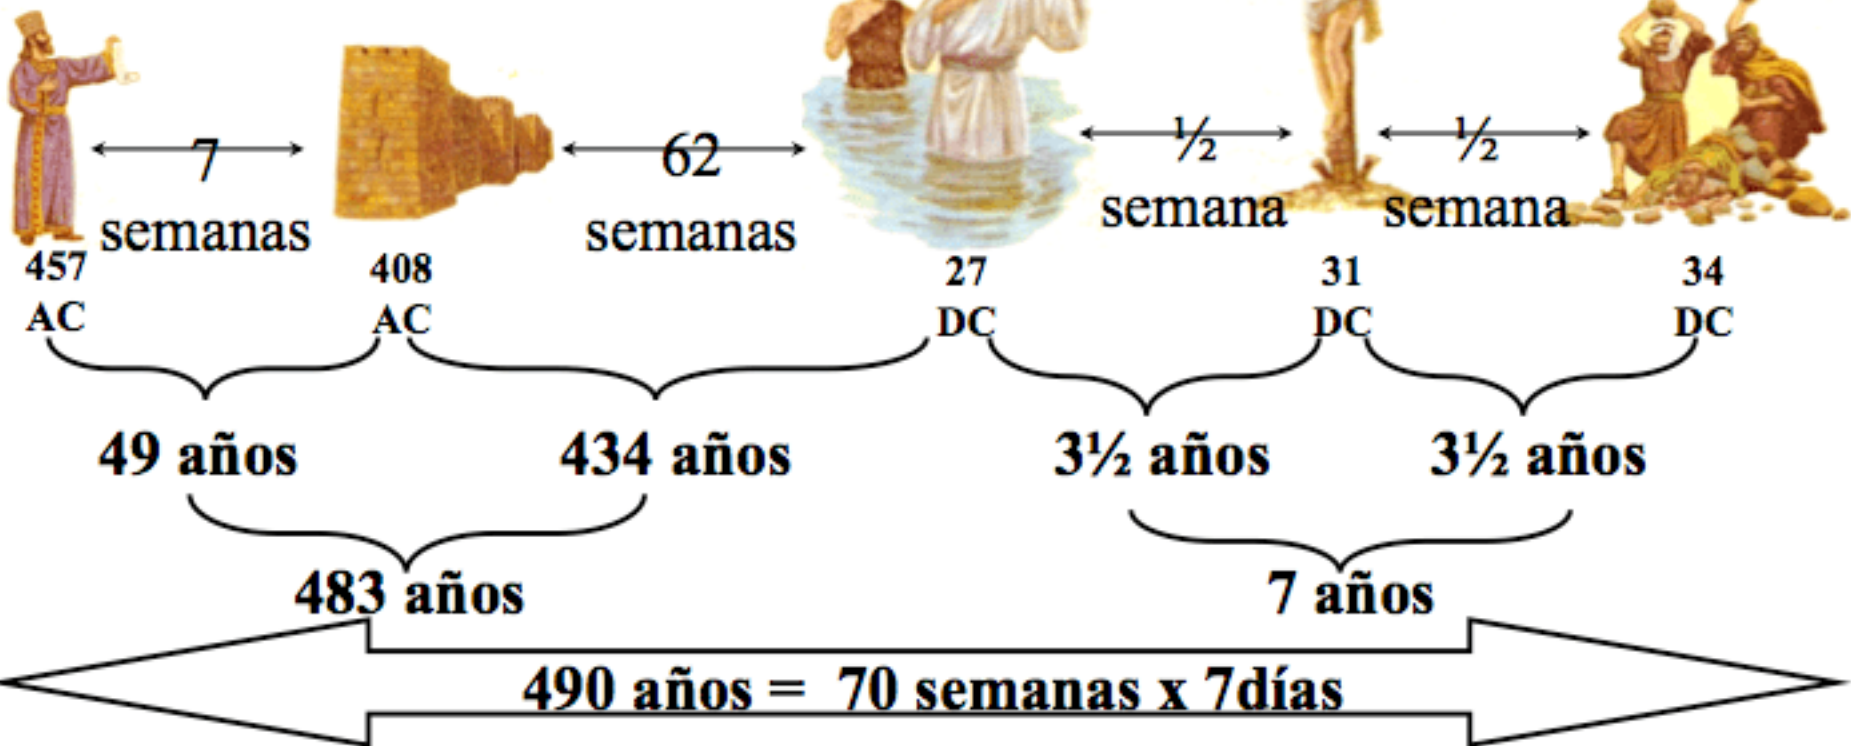 7
semanas
62
semanas
½
semana
½
semana
457
AC
408
AC
27
DC
31
DC
34
DC
49 años
434 años
3½ años
3½ años
483 años
7 años
490 años = 70 semanas x 7días